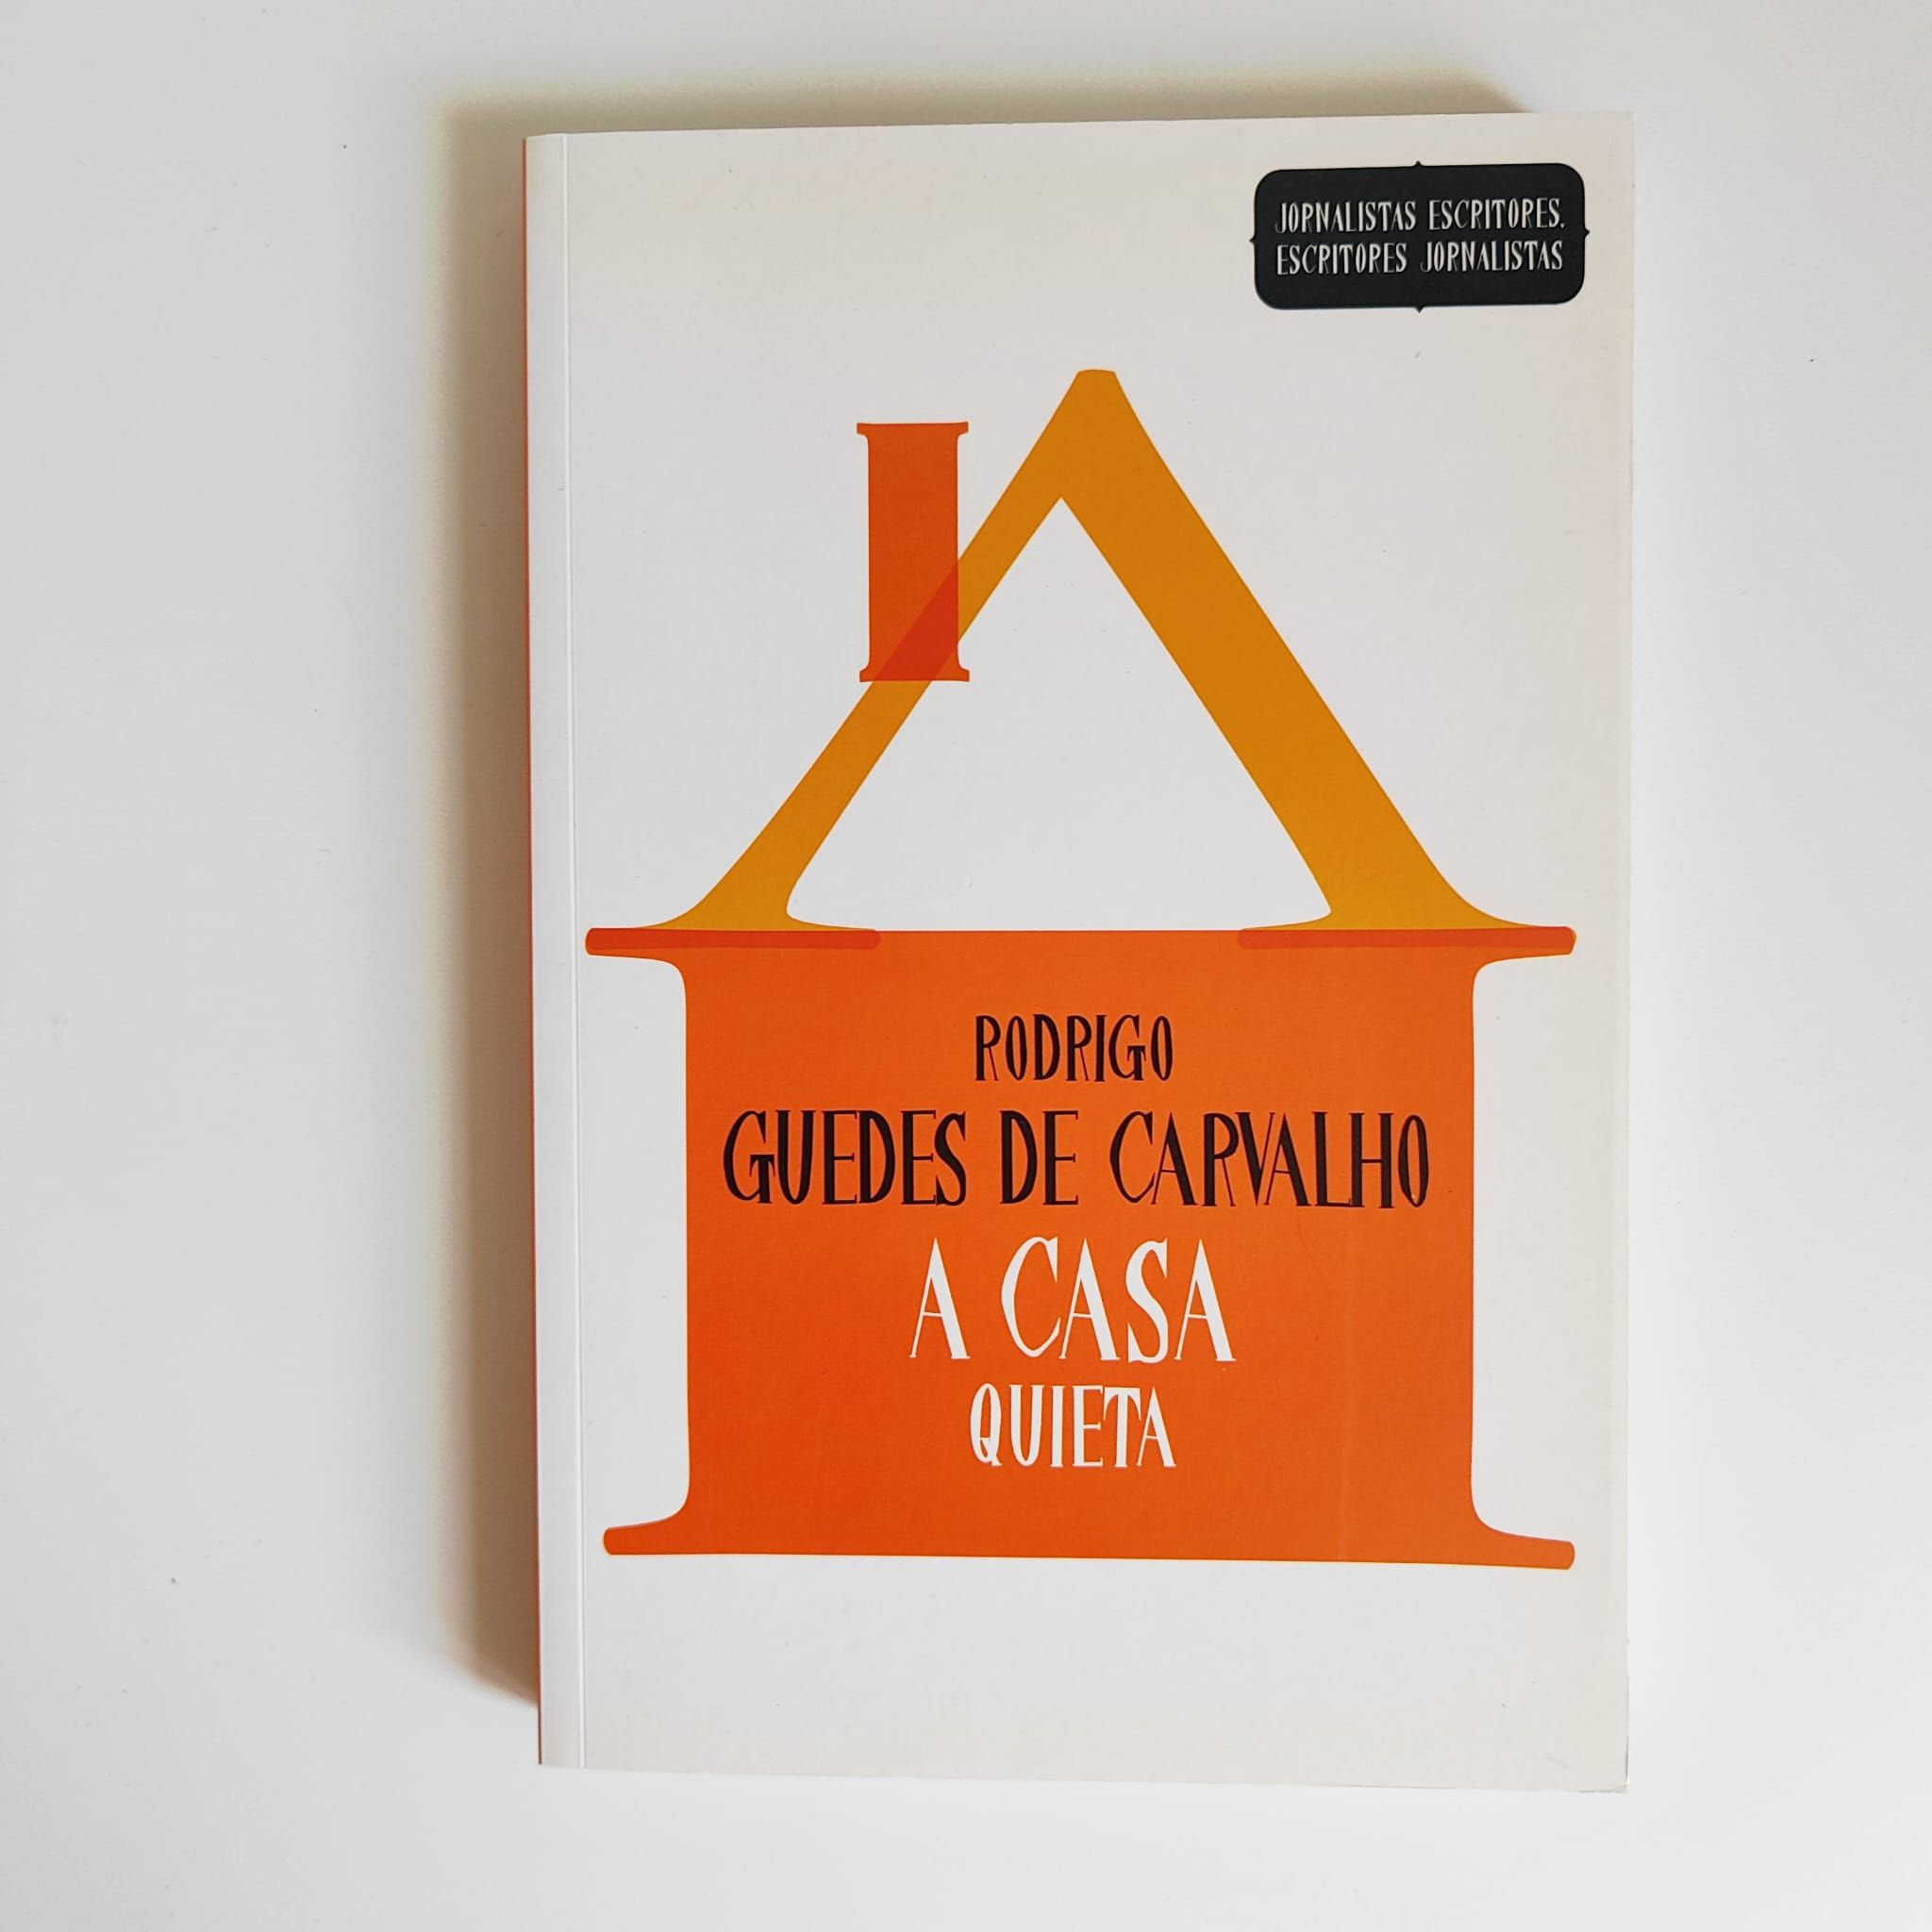 JORNALISTAS ESCRITORES.
ESCRITORES JORNALISTAS
RODRIGO
GUEDES DE CARVALHO
A CASA
QUIETA